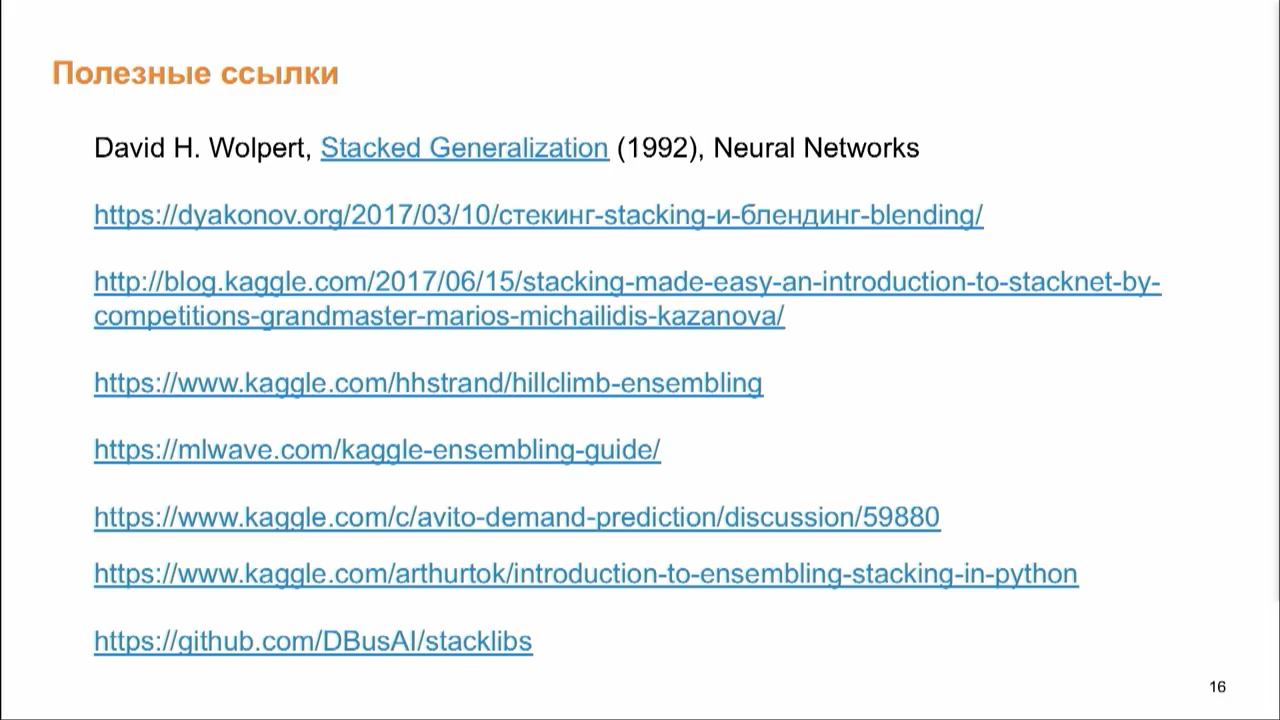 Полезные ссылки
David H. Wolpert, Stacked Generalization (1992), Neural Networks
https://dyakonov.org/2017/03/10/стекинг-stacking-и-блендинг-blending/
http://blog.kaggle.com/2017/06/15/stacking-made-easy-an-introduction-to-stacknet-by-
competitions-grandmaster-marios-michailidis-kazanova/
https://www.kaggle.com/hhstrand/hillclimb-ensembling
https://mlwave.com/kaggle-ensembling-guide/
https://www.kaggle.com/c/avito-demand-prediction/discussion/59880
https://www.kaggle.com/arthurtok/introduction-to-ensembling-stacking-in-python
https://github.com/DBusAI/stacklibs
16